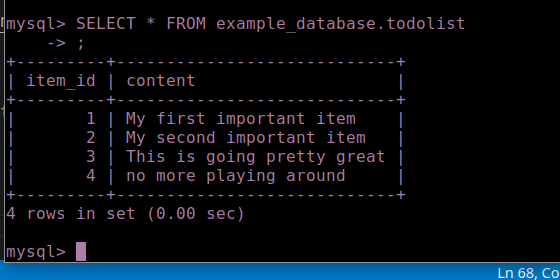 mysql> SELECT * FROM example_database.todolist
    -> ;
+---------+---------------------------+
| item_id | content                   |
+---------+---------------------------+
|       1 | My first important item   |
|       2 | My second important item  |
|       3 | This is going pretty great |
|       4 | no more playing around    |
+---------+---------------------------+
4 rows in set (0.00 sec)
mysql>
Ln 68, Co